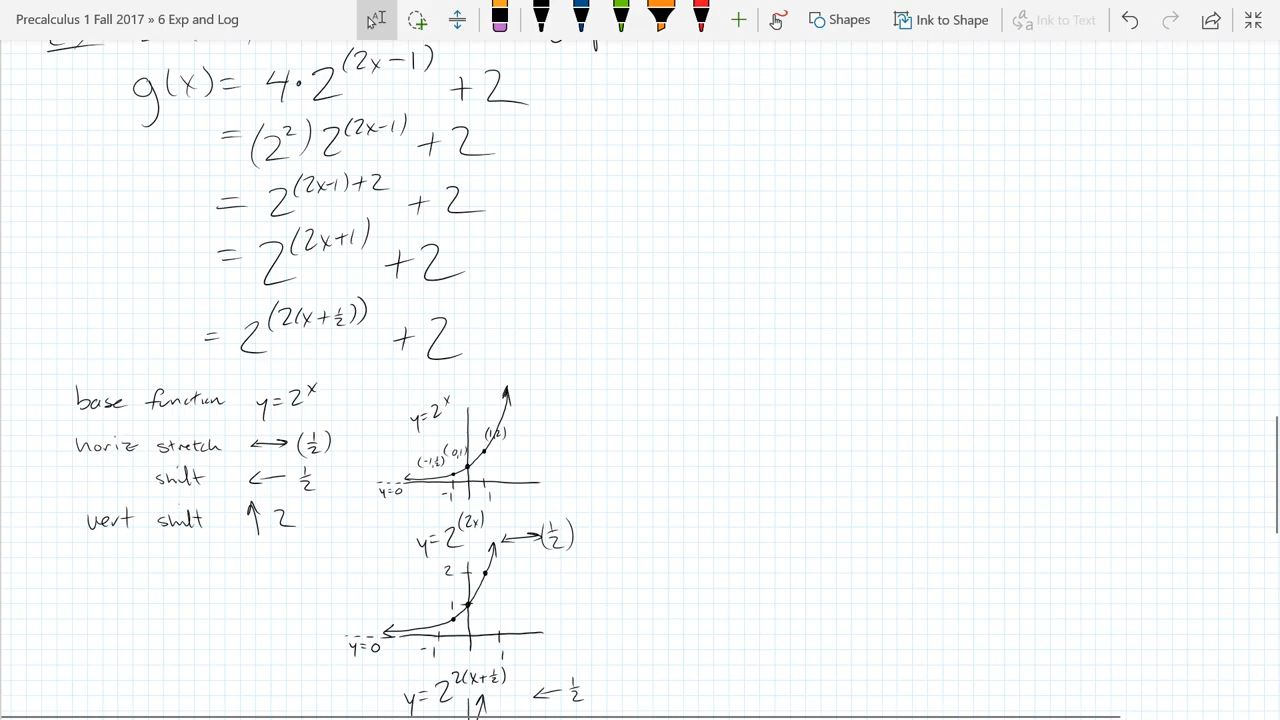 Precalculus 1 Fall 2017 » 6 Exp and Log
Shapes
Ink to Shape
Ink to Text
g(x) = 4·2^(2x-1) + 2
= (2²) 2^(2x-1) + 2
= 2^((2x-1)+2) + 2
= 2^(2x+1) + 2
= 2^(2(x+½)) + 2
base function y=2^x
horiz stretch ↔ (½)
shift ← ½
vert shift ↑ 2
y=2^x
(1,2)
(0,1)
(-1,½)
y=0
-1 1
y=2^(2x) ↔ (½)
2
1
y=0
-1 1
y=2^2(x+½) ← ½